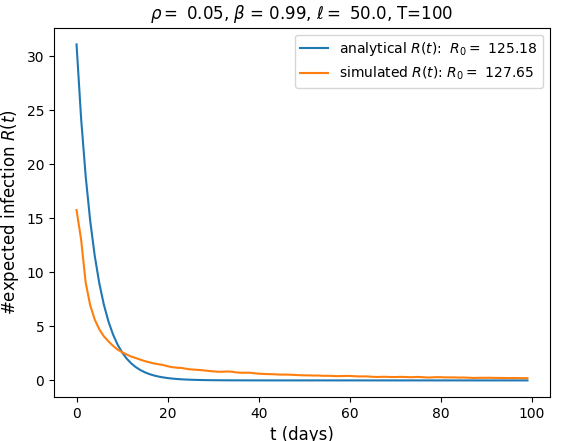 ρ = 0.05, β = 0.99, ℓ = 50.0, T=100
analytical R(t): R₀ = 125.18
simulated R(t): R₀ = 127.65
#expected infection R(t)
30
25
20
15
10
5
0
0 20 40 60 80 100
t (days)